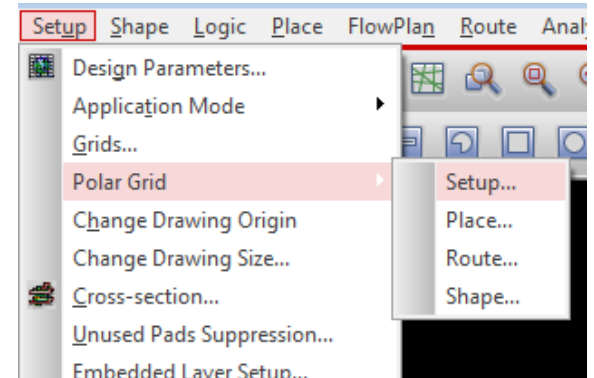 Setup Shape Logic Place FlowPlan Route
Design Parameters...
Application Mode
Grids...
Polar Grid
Setup...
Change Drawing Origin
Place...
Change Drawing Size...
Route...
Cross-section...
Shape...
Unused Pads Suppression...
Embedded Layer Setup...